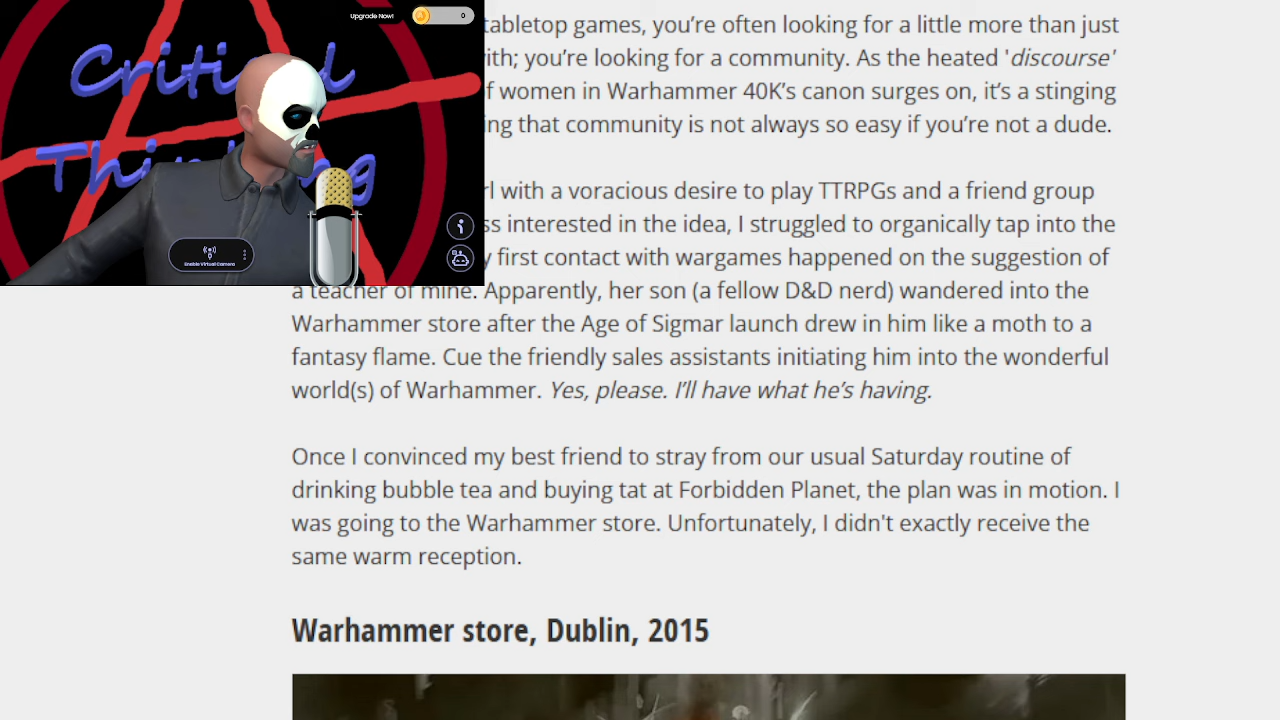 Upgrade Now!
0
Critical
Thinking
Enable Virtual Camera
tabletop games, you’re often looking for a little more than just
you’re looking for a community. As the heated 'discourse'
of women in Warhammer 40K’s canon surges on, it’s a stinging
that community is not always so easy if you’re not a dude.
with a voracious desire to play TTRPGs and a friend group
interested in the idea, I struggled to organically tap into the
first contact with wargames happened on the suggestion of
a teacher of mine. Apparently, her son (a fellow D&D nerd) wandered into the
Warhammer store after the Age of Sigmar launch drew in him like a moth to a
fantasy flame. Cue the friendly sales assistants initiating him into the wonderful
world(s) of Warhammer. Yes, please. I’ll have what he’s having.
Once I convinced my best friend to stray from our usual Saturday routine of
drinking bubble tea and buying tat at Forbidden Planet, the plan was in motion. I
was going to the Warhammer store. Unfortunately, I didn't exactly receive the
same warm reception.
Warhammer store, Dublin, 2015